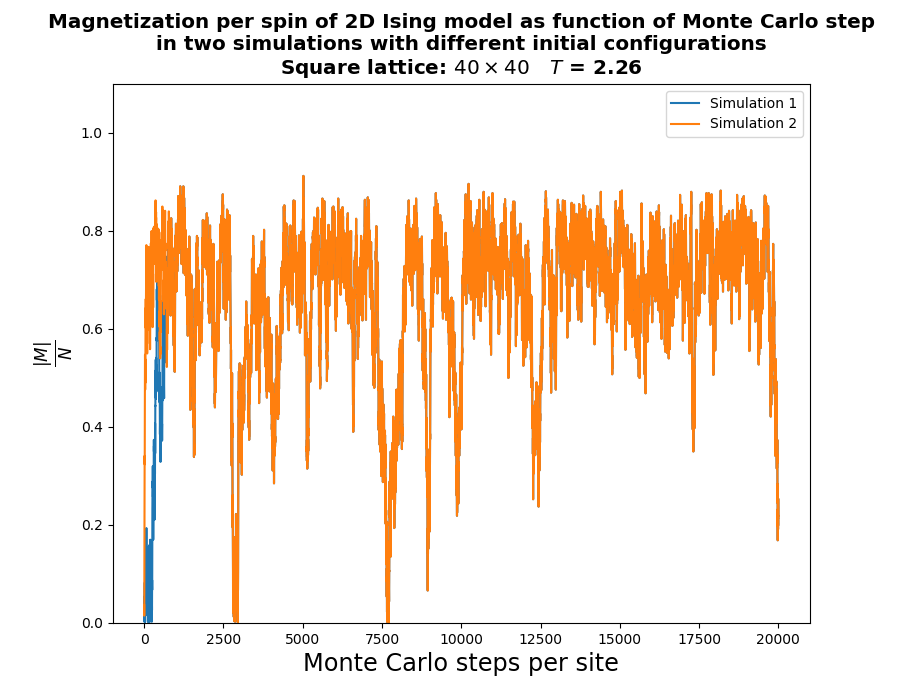 Magnetization per spin of 2D Ising model as function of Monte Carlo step
in two simulations with different initial configurations
Square lattice: 40 × 40 T = 2.26
Simulation 1
Simulation 2
1.0
0.8
0.6
0.4
0.2
0.0
|M|
N
0 2500 5000 7500 10000 12500 15000 17500 20000
Monte Carlo steps per site